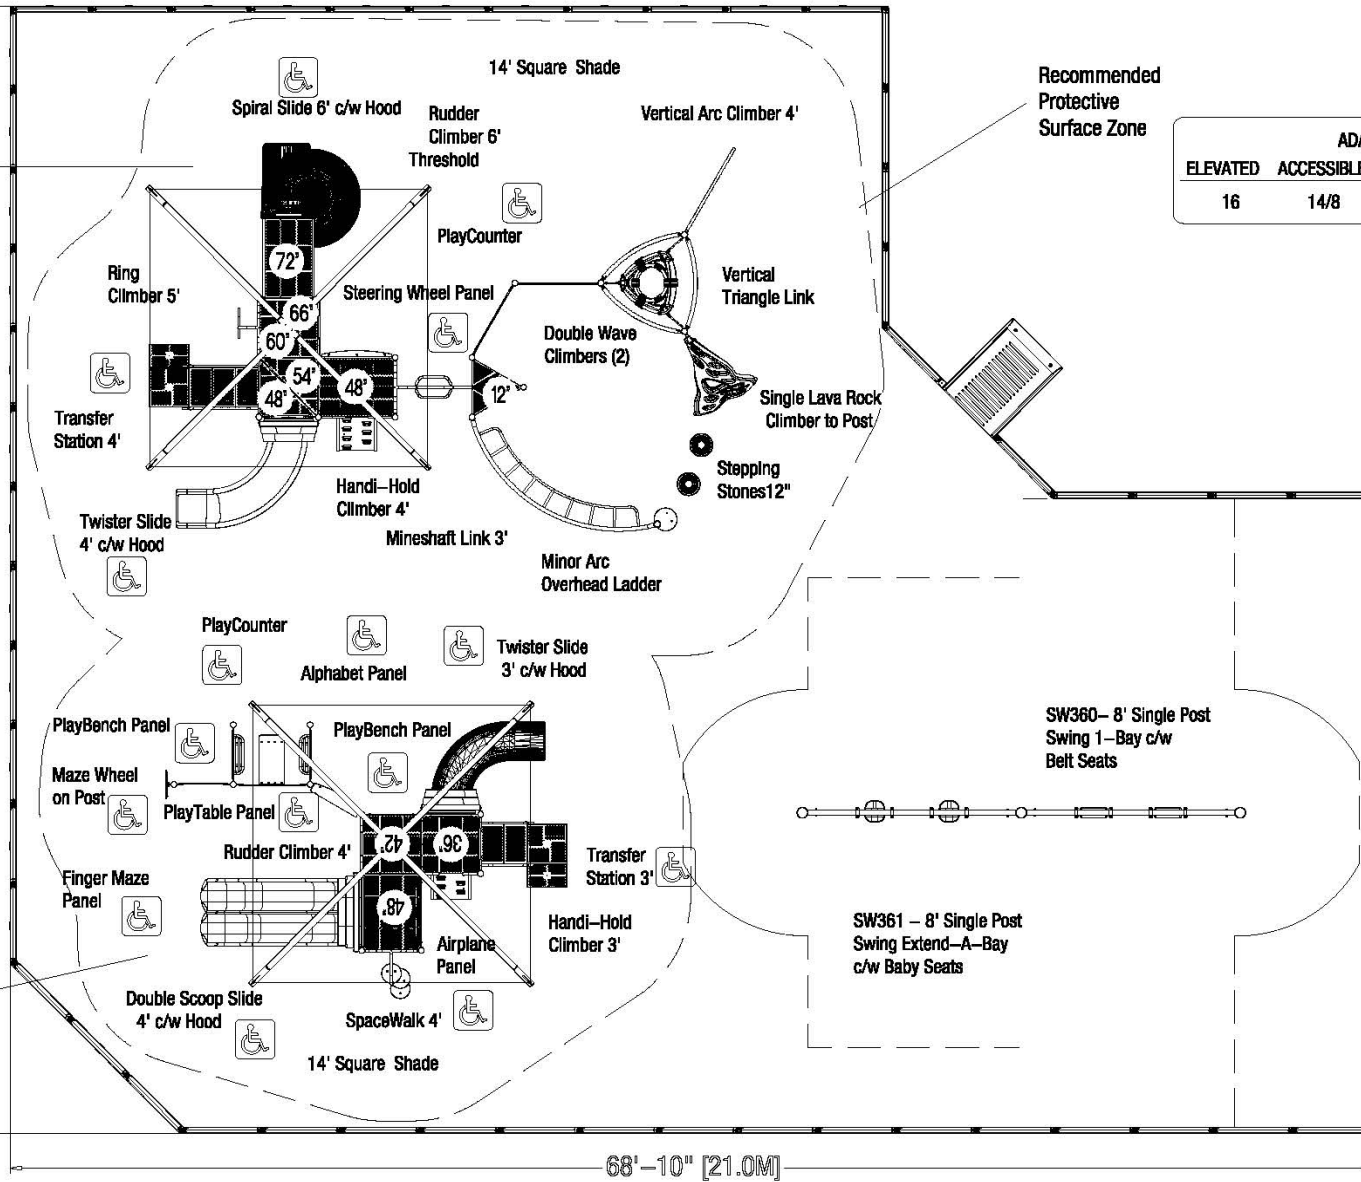 14' Square Shade
Spiral Slide 6' c/w Hood
Rudder
Climber 6'
Threshold
Vertical Arc Climber 4'
Recommended
Protective
Surface Zone
ADA
ELEVATED ACCESSIBLE
16 14/8
PlayCounter
72"
Ring
Climber 5'
Steering Wheel Panel
Vertical
Triangle Link
66"
60"
Double Wave
Climbers (2)
54"
48"
48"
12"
Transfer
Station 4'
Single Lava Rock
Climber to Post
Stepping
Stones12"
Handi-Hold
Climber 4'
Twister Slide
4' c/w Hood
Mineshaft Link 3'
Minor Arc
Overhead Ladder
PlayCounter
Alphabet Panel
Twister Slide
3' c/w Hood
PlayBench Panel
PlayBench Panel
SW360- 8' Single Post
Swing 1-Bay c/w
Belt Seats
Maze Wheel
on Post
PlayTable Panel
Rudder Climber 4'
42"
36"
Transfer
Station 3'
Finger Maze
Panel
48"
Handi-Hold
Climber 3'
SW361 - 8' Single Post
Swing Extend-A-Bay
c/w Baby Seats
Airplane
Panel
Double Scoop Slide
4' c/w Hood
SpaceWalk 4'
14' Square Shade
68'-10" [21.0M]